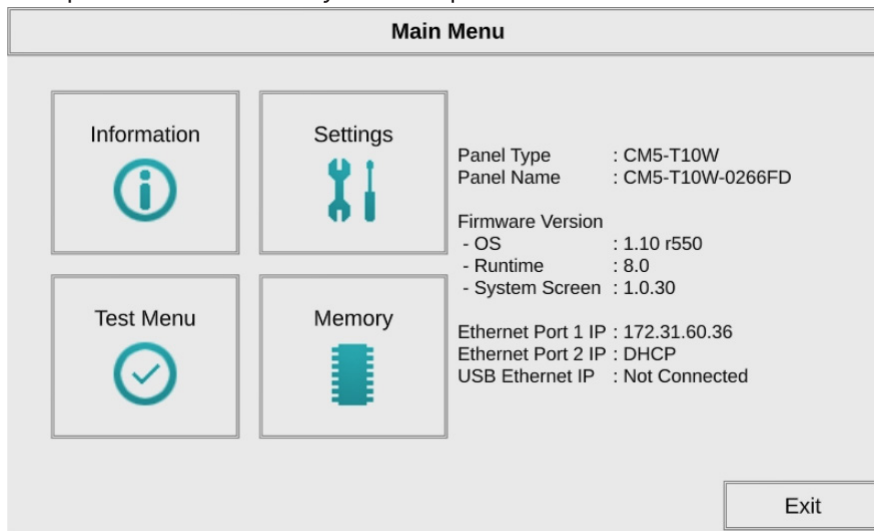 Main Menu
Information
Settings
Test Menu
Memory
Panel Type : CM5-T10W
Panel Name : CM5-T10W-0266FD
Firmware Version
- OS : 1.10 r550
- Runtime : 8.0
- System Screen : 1.0.30
Ethernet Port 1 IP : 172.31.60.36
Ethernet Port 2 IP : DHCP
USB Ethernet IP : Not Connected
Exit